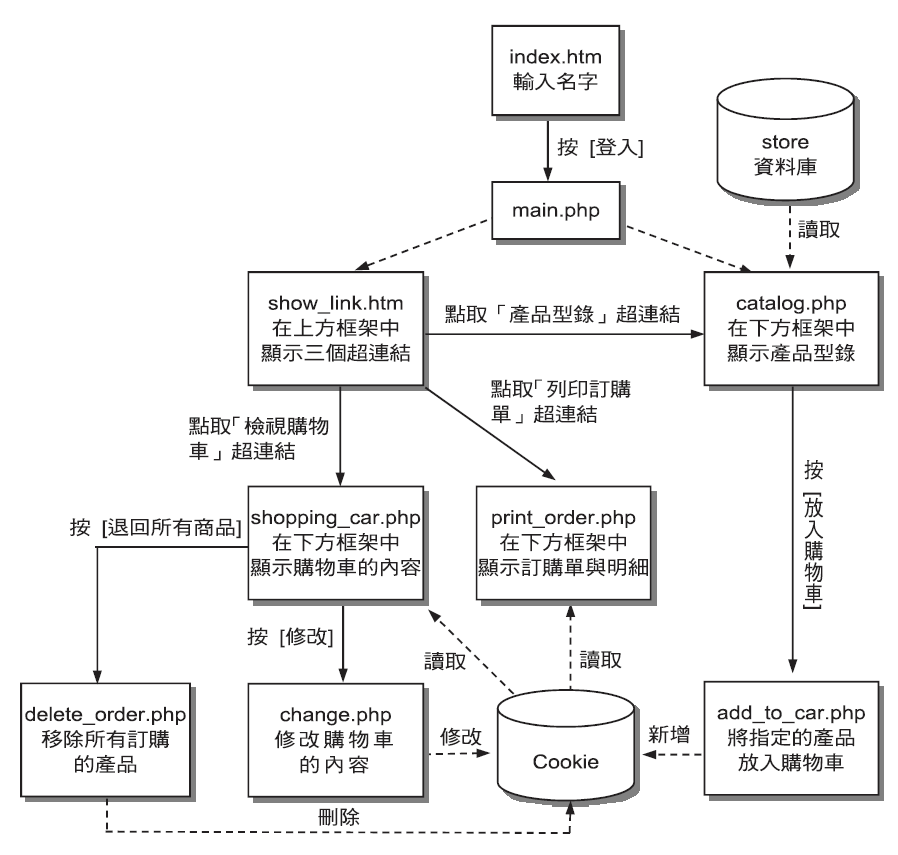 index.htm
輸入名字
store
資料庫
按 [登入]
main.php
讀取
show_link.htm
在上方框架中
顯示三個超連結
點取「產品型錄」超連結
catalog.php
在下方框架中
顯示產品型錄
點取「列印訂購
單」超連結
點取「檢視購物
車」超連結
按 [放入購物車]
按 [退回所有商品]
shopping_car.php
在下方框架中
顯示購物車的內容
print_order.php
在下方框架中
顯示訂購單與明細
按 [修改]
讀取
讀取
delete_order.php
移除所有訂購
的產品
change.php
修改購物車
的內容
修改
Cookie
新增
add_to_car.php
將指定的產品
放入購物車
刪除